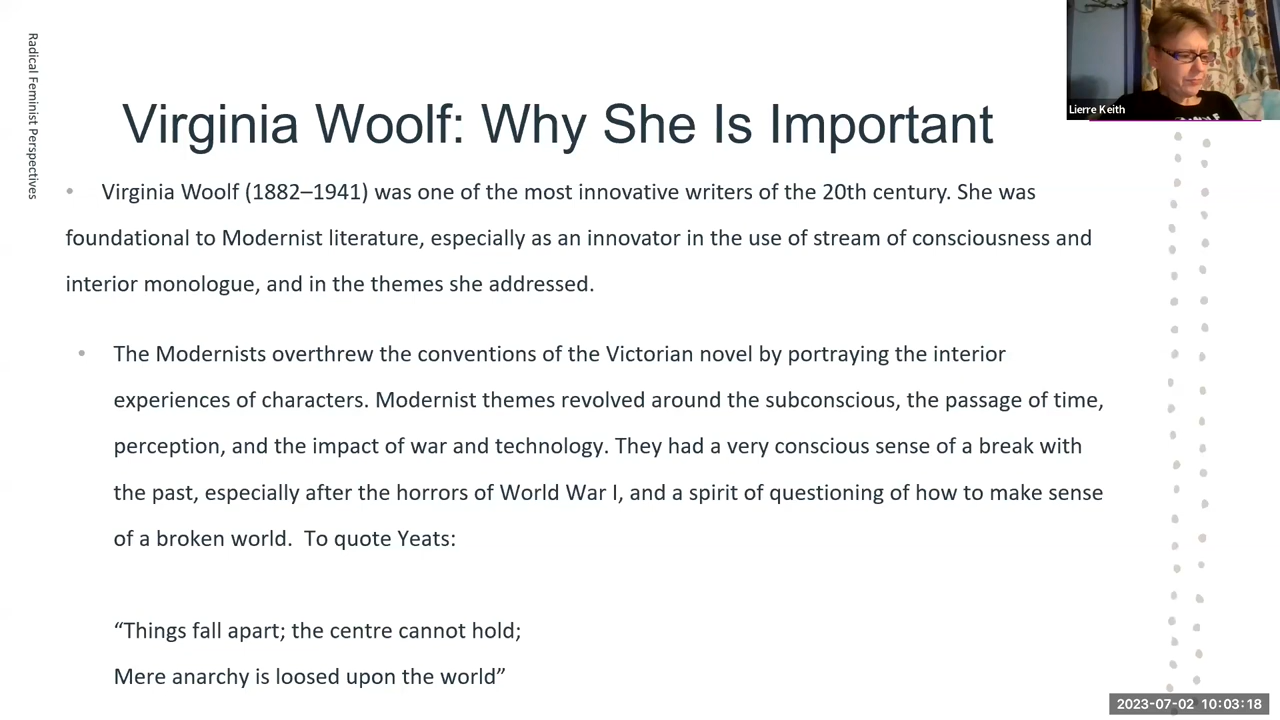 Radical Feminist Perspectives
Lierre Keith
Virginia Woolf: Why She Is Important
• Virginia Woolf (1882–1941) was one of the most innovative writers of the 20th century. She was
foundational to Modernist literature, especially as an innovator in the use of stream of consciousness and
interior monologue, and in the themes she addressed.
• The Modernists overthrew the conventions of the Victorian novel by portraying the interior
experiences of characters. Modernist themes revolved around the subconscious, the passage of time,
perception, and the impact of war and technology. They had a very conscious sense of a break with
the past, especially after the horrors of World War I, and a spirit of questioning of how to make sense
of a broken world.  To quote Yeats:
“Things fall apart; the centre cannot hold;
Mere anarchy is loosed upon the world”
2023-07-02 10:03:18